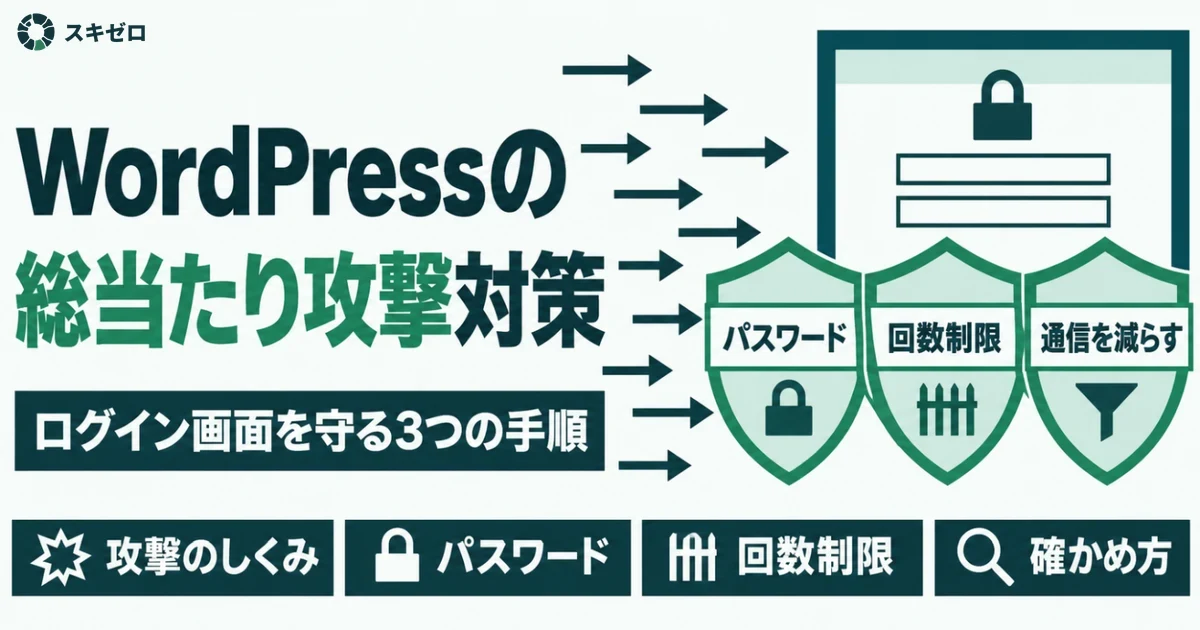 スキゼロ
WordPressの
総当たり攻撃対策
ログイン画面を守る3つの手順
パスワード
回数制限
通信を減らす
攻撃のしくみ
パスワード
回数制限
確かめ方